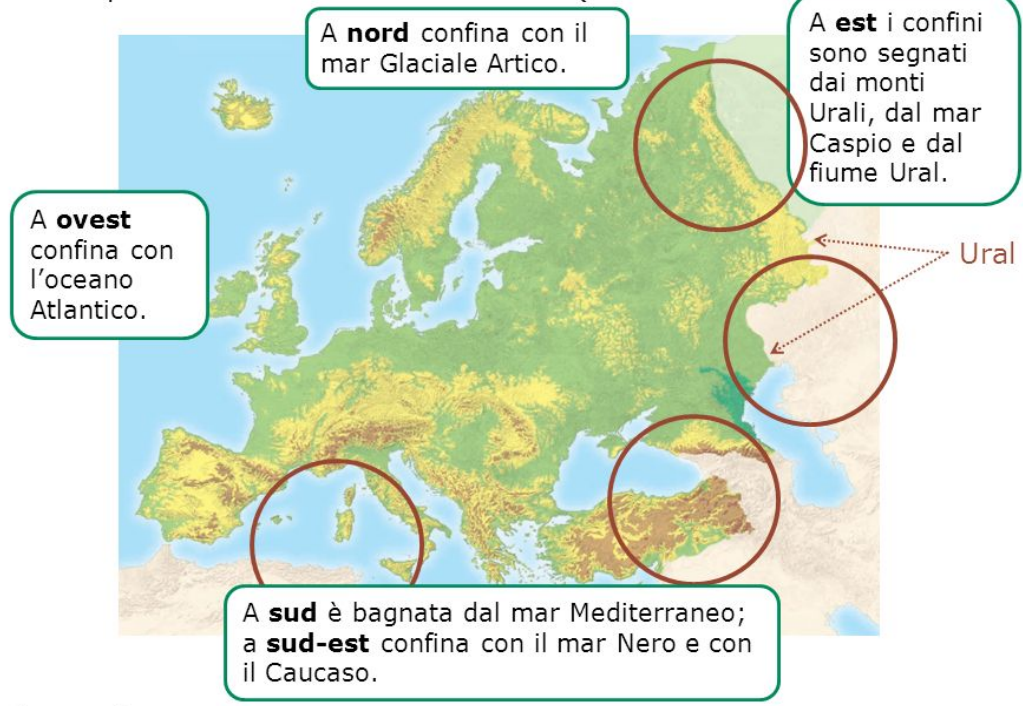 A nord confina con il
mar Glaciale Artico.
A est i confini
sono segnati
dai monti
Urali, dal mar
Caspio e dal
fiume Ural.
A ovest
confina con
l'oceano
Atlantico.
Ural
A sud è bagnata dal mar Mediterraneo;
a sud-est confina con il mar Nero e con
il Caucaso.